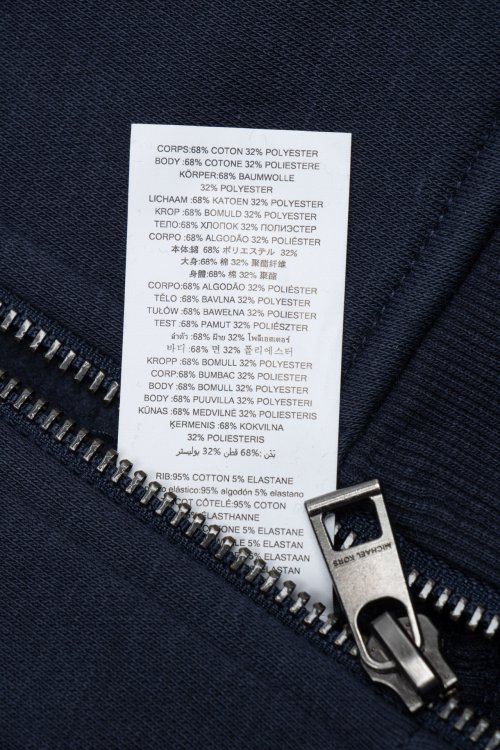 CORPS:68% COTON 32% POLYESTER
BODY :68% COTONE 32% POLIESTERE
KÖRPER:68% BAUMWOLLE
32% POLYESTER
LICHAAM :68% KATOEN 32% POLYESTER
KROP :68% BOMULD 32% POLYESTER
ТЕЛО:68% ХЛОПОК 32% ПОЛИЭСТЕР
CORPO :68% ALGODÃO 32% POLIÉSTER
本体:綿 68% ポリエステル 32%
大身:68% 棉 32% 聚酯纤维
身體:68% 棉 32% 聚酯
CORPO:68% ALGODÃO 32% POLIÉSTER
TĚLO :68% BAVLNA 32% POLYESTER
TUŁÓW :68% BAWEŁNA 32% POLYESTER
TEST :68% PAMUT 32% POLIÉSZTER
ลำตัว :68% ฝ้าย 32% โพลีเอสเตอร์
바디 :68% 면 32% 폴리에스터
KROPP :68% BOMULL 32% POLYESTER
CORP:68% BUMBAC 32% POLIESTER
BODY :68% BOMULL 32% POLYESTER
BODY :68% PUUVILLA 32% POLYESTERI
KŪNAS :68% MEDVILNĖ 32% POLIESTERIS
ĶERMENIS :68% KOKVILNA
32% POLIESTERIS
بَدَن :68% قطن 32% بوليستر
RIB:95% COTTON 5% ELASTANE
elástico:95% algodón 5% elastano
CÔTELÉ:95% COTON
ELASTHANNE
5% ELASTANE
5% ELASTAN
5% ELASTAAN
ELASTAN
MICHAEL KORS